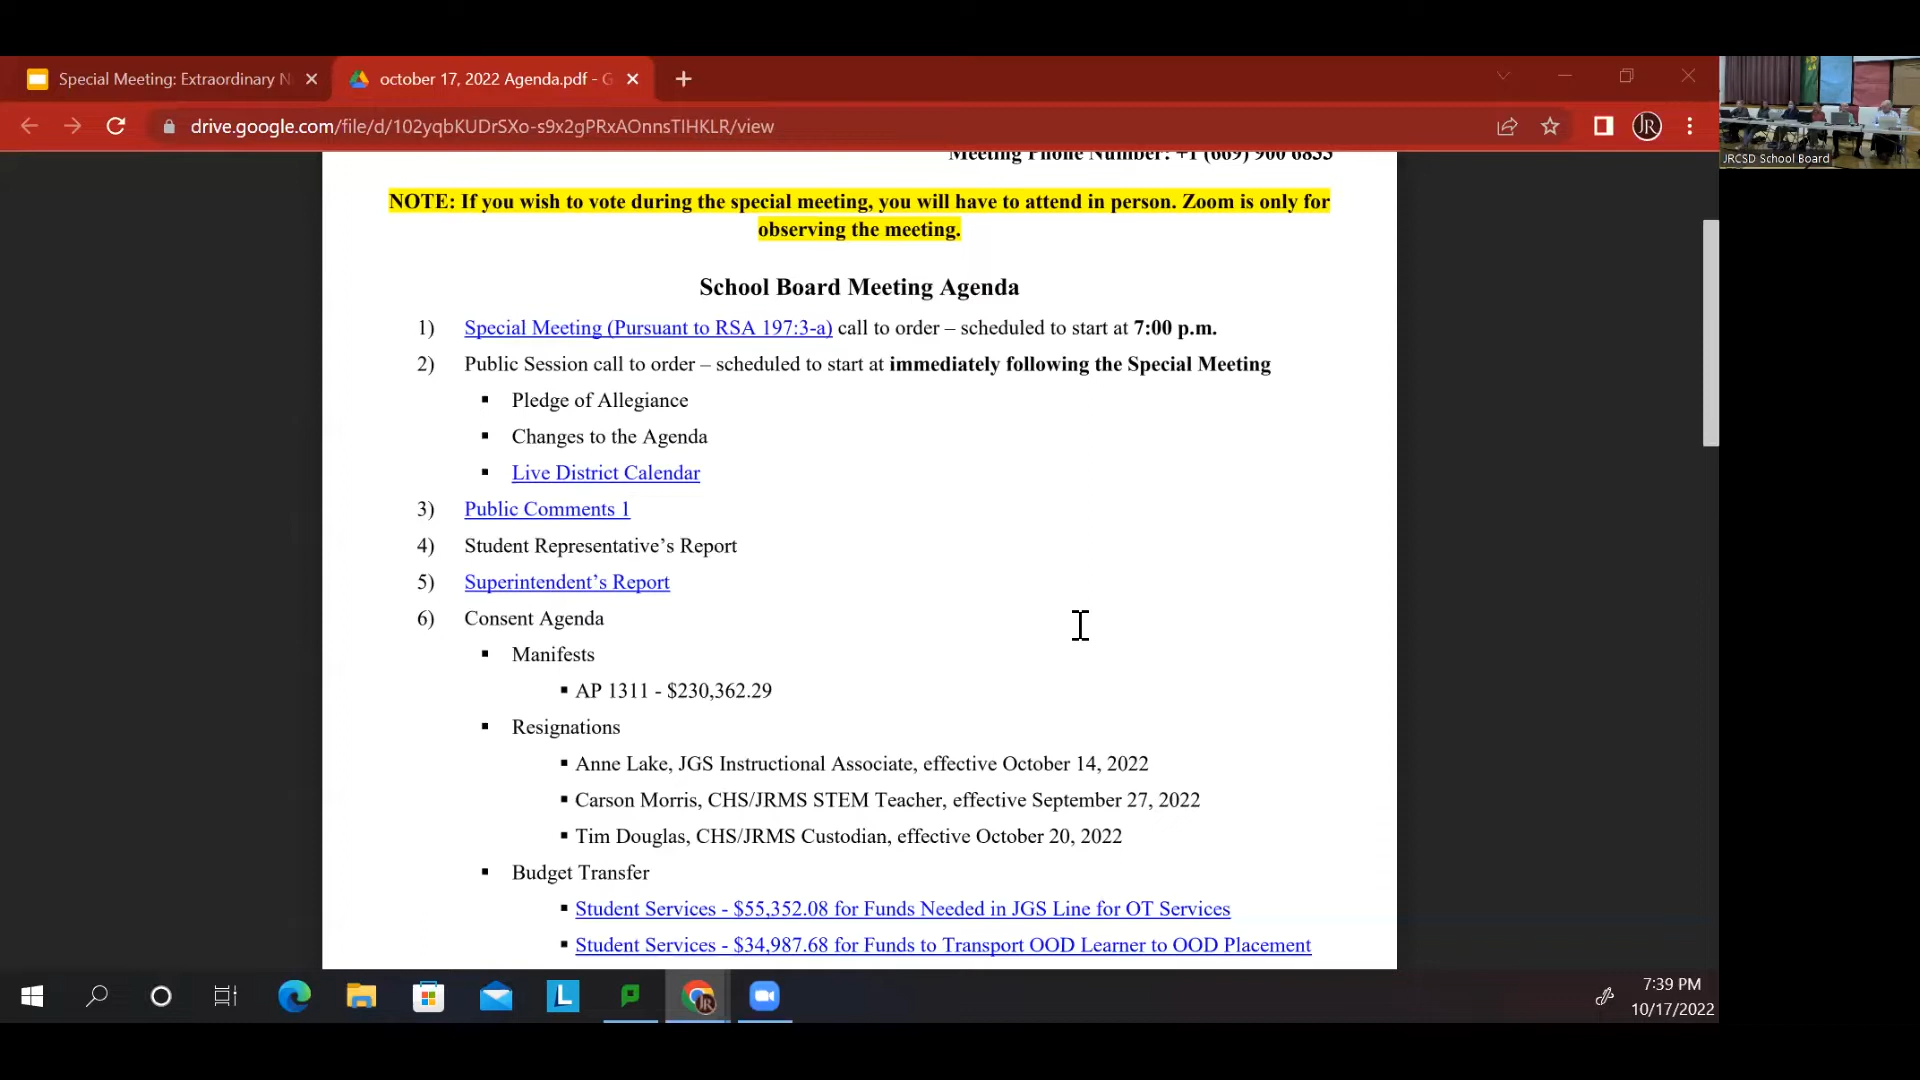 Special Meeting: Extraordinary N
october 17, 2022 Agenda.pdf - G
drive.google.com/file/d/102yqbKUDrSXo-s9x2gPRxAOnnsTIHKLR/view
JR
JRCSD School Board
Meeting Phone Number: +1 (669) 900 6833
NOTE: If you wish to vote during the special meeting, you will have to attend in person. Zoom is only for
observing the meeting.
School Board Meeting Agenda
1) Special Meeting (Pursuant to RSA 197:3-a) call to order – scheduled to start at 7:00 p.m.
2) Public Session call to order – scheduled to start at immediately following the Special Meeting
▪ Pledge of Allegiance
▪ Changes to the Agenda
▪ Live District Calendar
3) Public Comments 1
4) Student Representative’s Report
5) Superintendent’s Report
6) Consent Agenda
▪ Manifests
▪ AP 1311 - $230,362.29
▪ Resignations
▪ Anne Lake, JGS Instructional Associate, effective October 14, 2022
▪ Carson Morris, CHS/JRMS STEM Teacher, effective September 27, 2022
▪ Tim Douglas, CHS/JRMS Custodian, effective October 20, 2022
▪ Budget Transfer
▪ Student Services - $55,352.08 for Funds Needed in JGS Line for OT Services
▪ Student Services - $34,987.68 for Funds to Transport OOD Learner to OOD Placement
L
JR
7:39 PM
10/17/2022